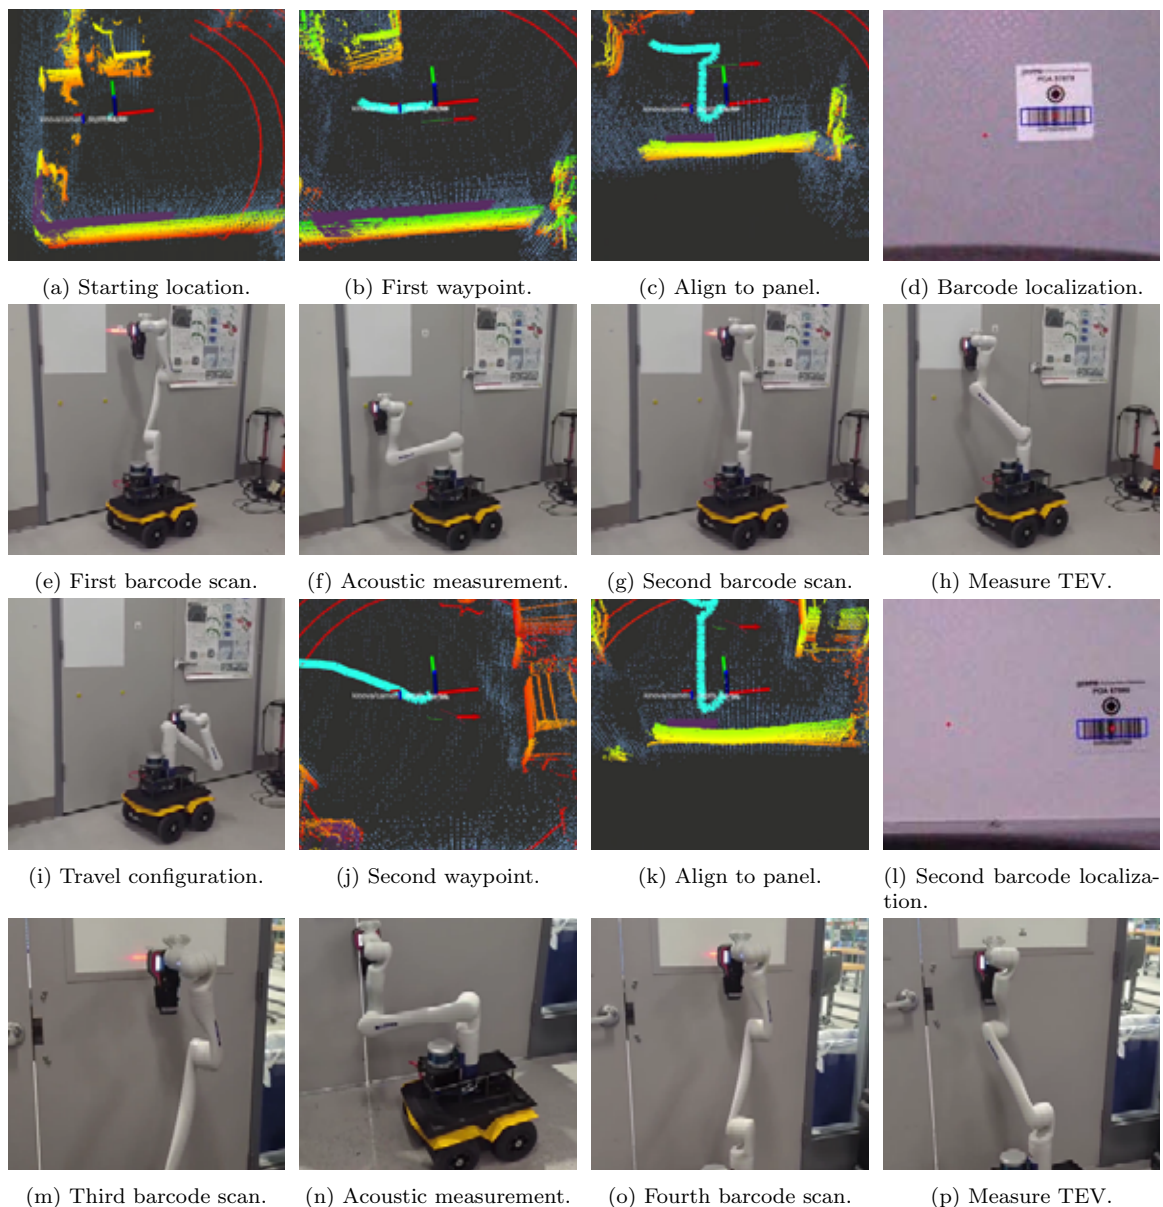 (a) Starting location.
(b) First waypoint.
(c) Align to panel.
(d) Barcode localization.
(e) First barcode scan.
(f) Acoustic measurement.
(g) Second barcode scan.
(h) Measure TEV.
(i) Travel configuration.
(j) Second waypoint.
(k) Align to panel.
(l) Second barcode localiza-
tion.
(m) Third barcode scan.
(n) Acoustic measurement.
(o) Fourth barcode scan.
(p) Measure TEV.